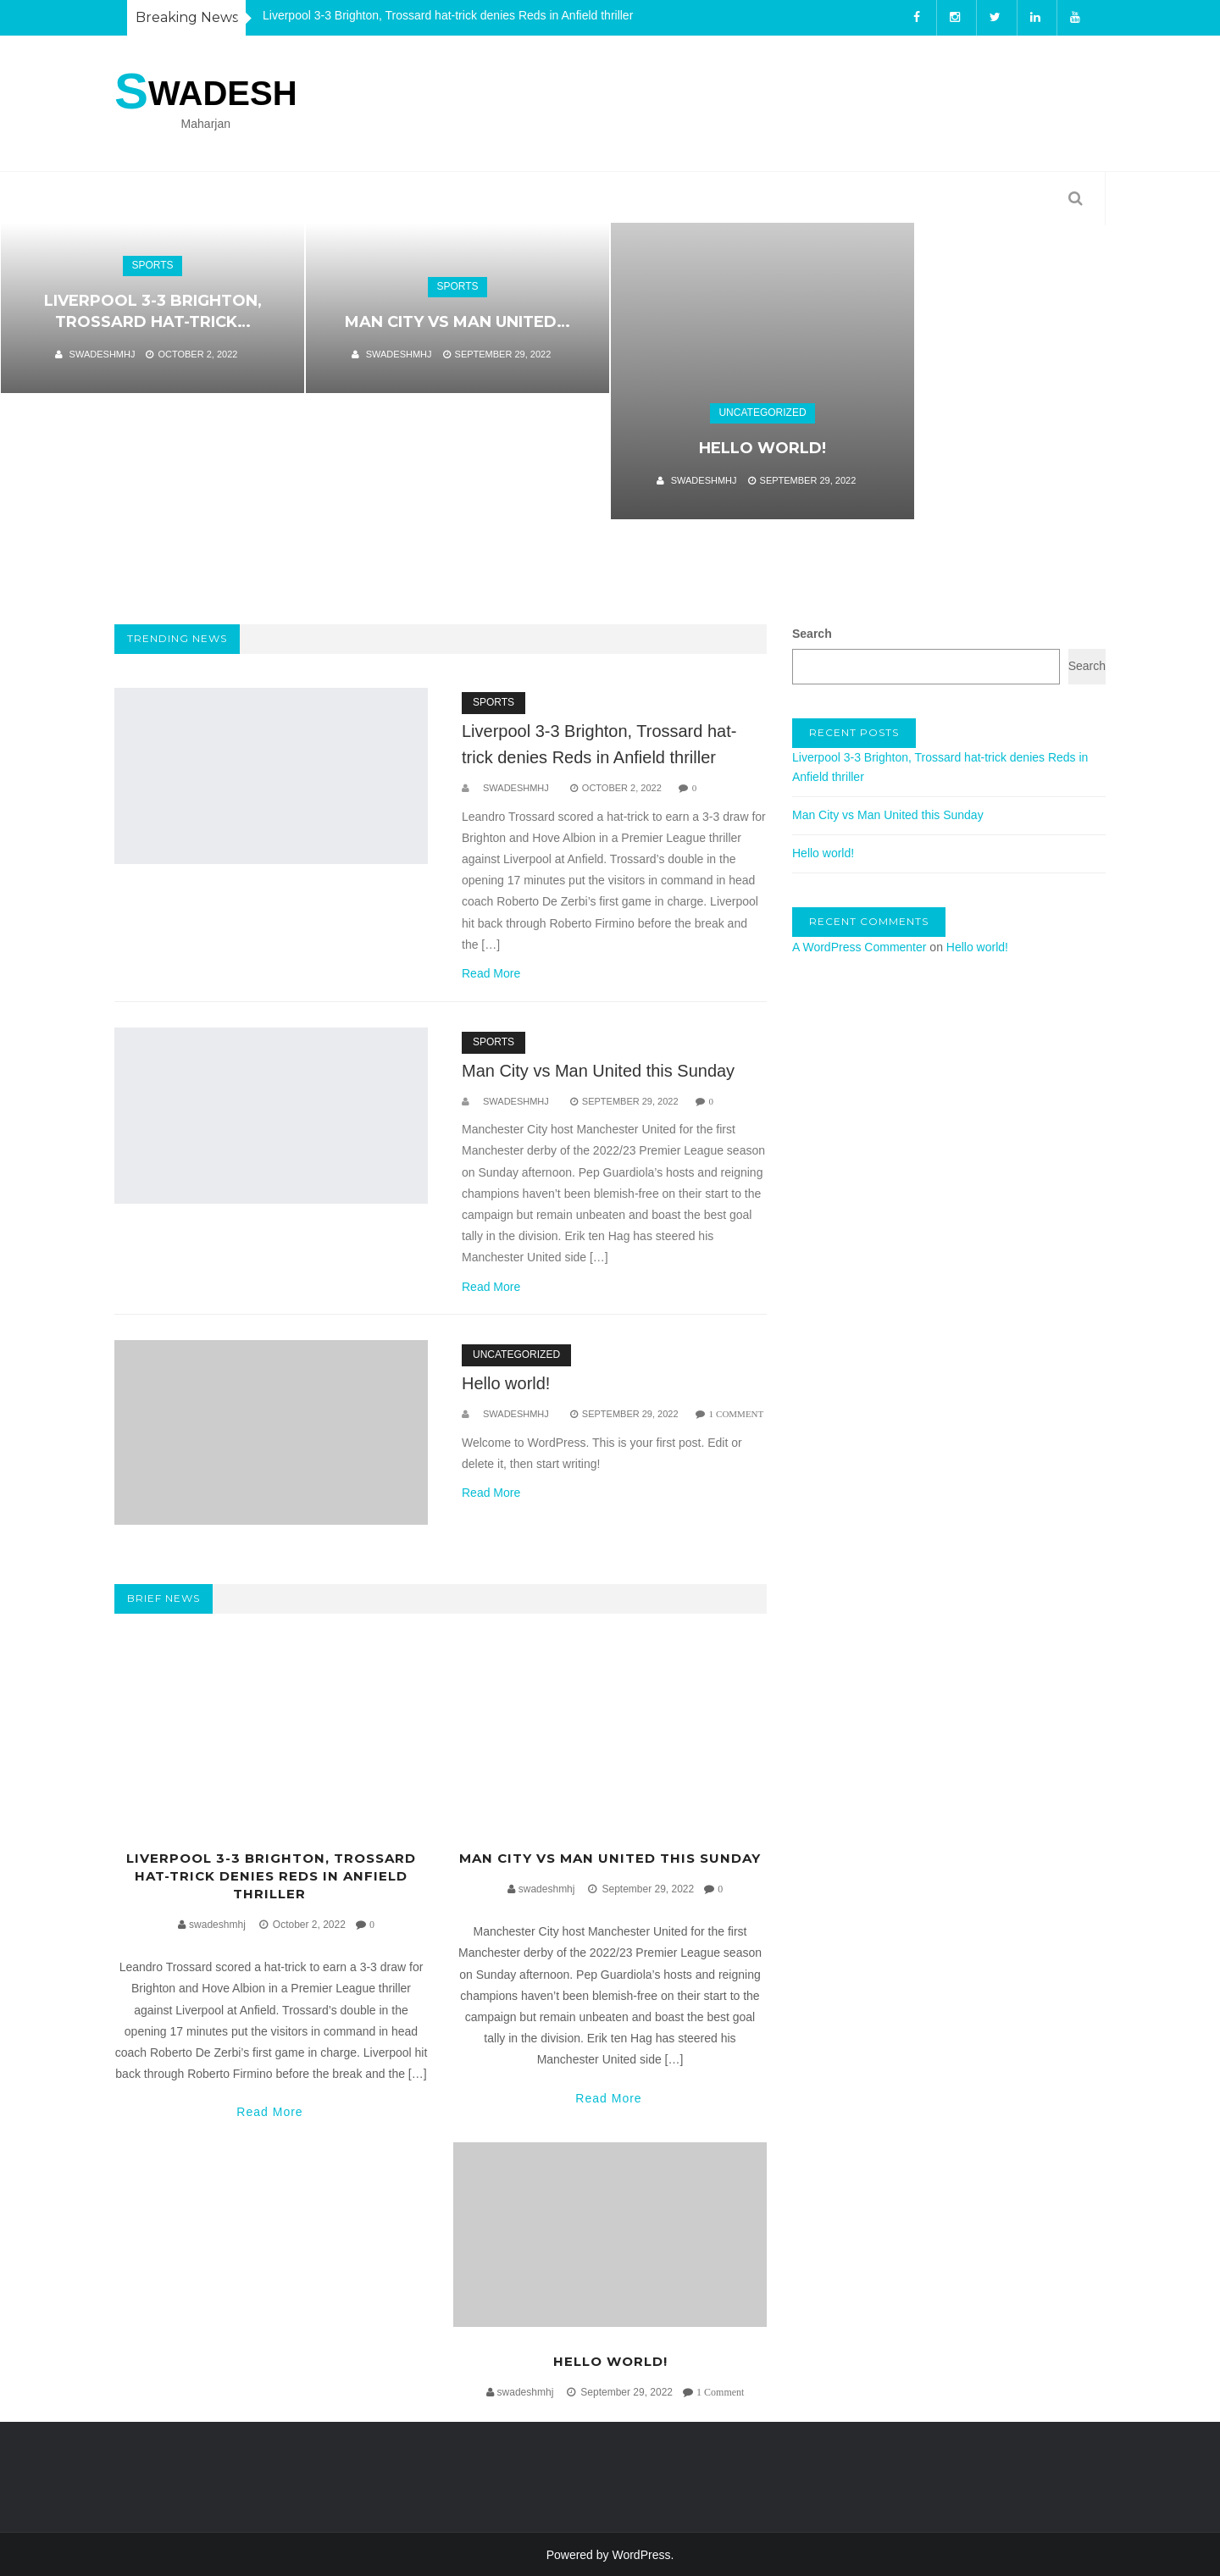 Breaking News
Liverpool 3-3 Brighton, Trossard hat-trick denies Reds in Anfield thriller
SWADESH
Maharjan
SPORTS
LIVERPOOL 3-3 BRIGHTON,
TROSSARD HAT-TRICK...
SWADESHMHJ OCTOBER 2, 2022
SPORTS
MAN CITY VS MAN UNITED...
SWADESHMHJ SEPTEMBER 29, 2022
UNCATEGORIZED
HELLO WORLD!
SWADESHMHJ SEPTEMBER 29, 2022
TRENDING NEWS
SPORTS
Liverpool 3-3 Brighton, Trossard hat-
trick denies Reds in Anfield thriller
SWADESHMHJ OCTOBER 2, 2022 0
Leandro Trossard scored a hat-trick to earn a 3-3 draw for
Brighton and Hove Albion in a Premier League thriller
against Liverpool at Anfield. Trossard’s double in the
opening 17 minutes put the visitors in command in head
coach Roberto De Zerbi’s first game in charge. Liverpool
hit back through Roberto Firmino before the break and
the […]
Read More
SPORTS
Man City vs Man United this Sunday
SWADESHMHJ SEPTEMBER 29, 2022 0
Manchester City host Manchester United for the first
Manchester derby of the 2022/23 Premier League season
on Sunday afternoon. Pep Guardiola’s hosts and reigning
champions haven’t been blemish-free on their start to the
campaign but remain unbeaten and boast the best goal
tally in the division. Erik ten Hag has steered his
Manchester United side […]
Read More
UNCATEGORIZED
Hello world!
SWADESHMHJ SEPTEMBER 29, 2022 1 COMMENT
Welcome to WordPress. This is your first post. Edit or
delete it, then start writing!
Read More
Search
Search
RECENT POSTS
Liverpool 3-3 Brighton, Trossard hat-trick denies Reds in
Anfield thriller
Man City vs Man United this Sunday
Hello world!
RECENT COMMENTS
A WordPress Commenter on Hello world!
BRIEF NEWS
LIVERPOOL 3-3 BRIGHTON, TROSSARD
HAT-TRICK DENIES REDS IN ANFIELD
THRILLER
swadeshmhj October 2, 2022 0
Leandro Trossard scored a hat-trick to earn a 3-3 draw for
Brighton and Hove Albion in a Premier League thriller
against Liverpool at Anfield. Trossard’s double in the
opening 17 minutes put the visitors in command in head
coach Roberto De Zerbi’s first game in charge. Liverpool hit
back through Roberto Firmino before the break and the […]
Read More
MAN CITY VS MAN UNITED THIS SUNDAY
swadeshmhj September 29, 2022 0
Manchester City host Manchester United for the first
Manchester derby of the 2022/23 Premier League season
on Sunday afternoon. Pep Guardiola’s hosts and reigning
champions haven’t been blemish-free on their start to the
campaign but remain unbeaten and boast the best goal
tally in the division. Erik ten Hag has steered his
Manchester United side […]
Read More
HELLO WORLD!
swadeshmhj September 29, 2022 1 Comment
Powered by WordPress.